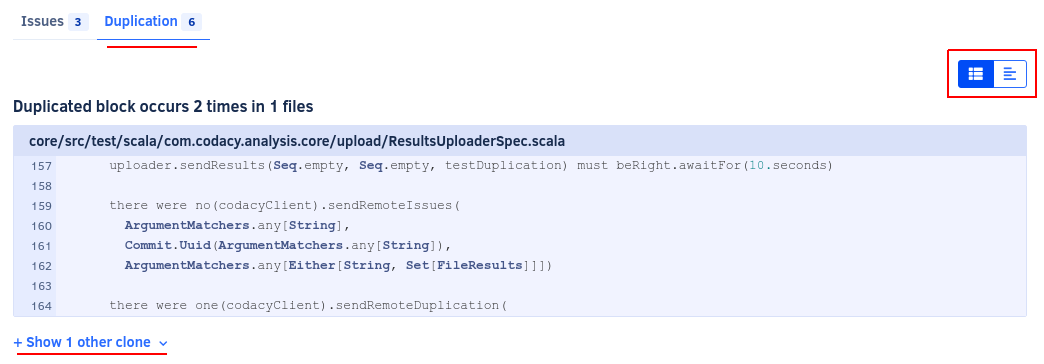 Issues 3 Duplication 6
Duplicated block occurs 2 times in 1 files
core/src/test/scala/com.codacy.analysis.core/upload/ResultsUploaderSpec.scala
157 uploader.sendResults(Seq.empty, Seq.empty, testDuplication) must beRight.awaitFor(10.seconds)
158
159 there were no(codacyClient).sendRemoteIssues(
160 ArgumentMatchers.any[String],
161 Commit.Uuid(ArgumentMatchers.any[String]),
162 ArgumentMatchers.any[Either[String, Set[FileResults]]])
163
164 there were one(codacyClient).sendRemoteDuplication(
+ Show 1 other clone